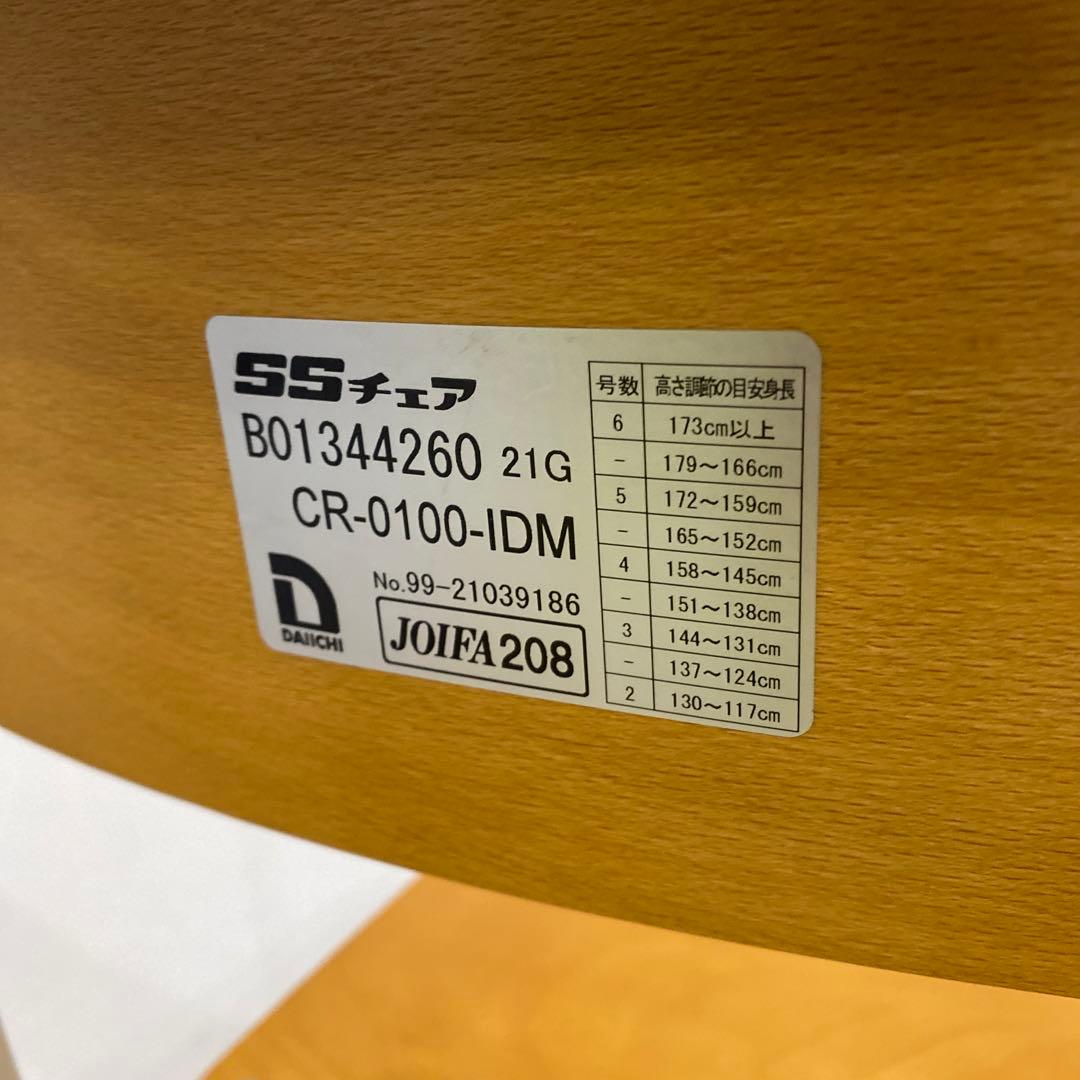 SSチェア
B01344260 21G
CR-0100-IDM
No.99-21039186
DAIICHI
JOIFA208
号数 高さ調節の目安身長
6 173cm以上
- 179～166cm
5 172～159cm
- 165～152cm
4 158～145cm
- 151～138cm
3 144～131cm
- 137～124cm
2 130～117cm